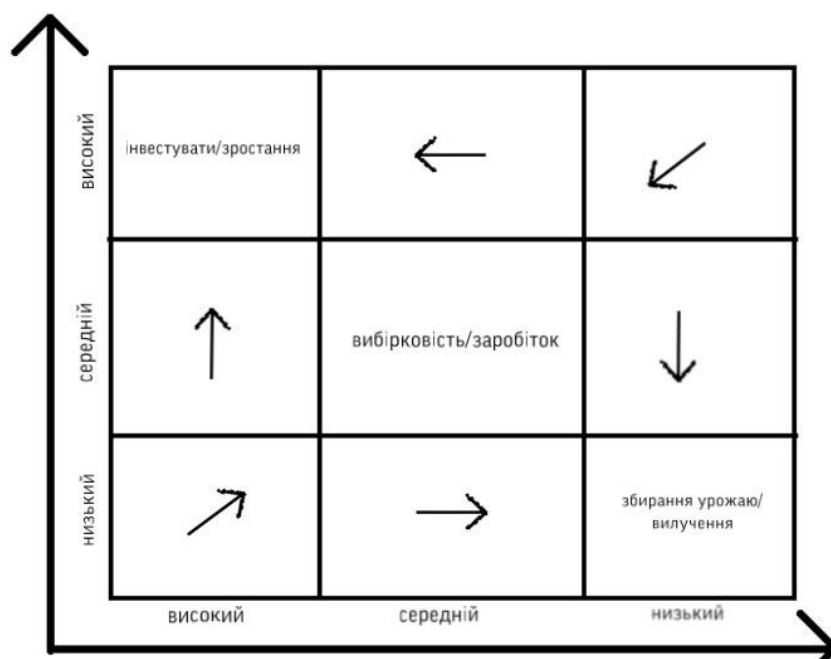 високий
інвестувати/зростання
середній
вибірковість/заробіток
низький
збирання урожаю/
вилучення
високий
середній
низький